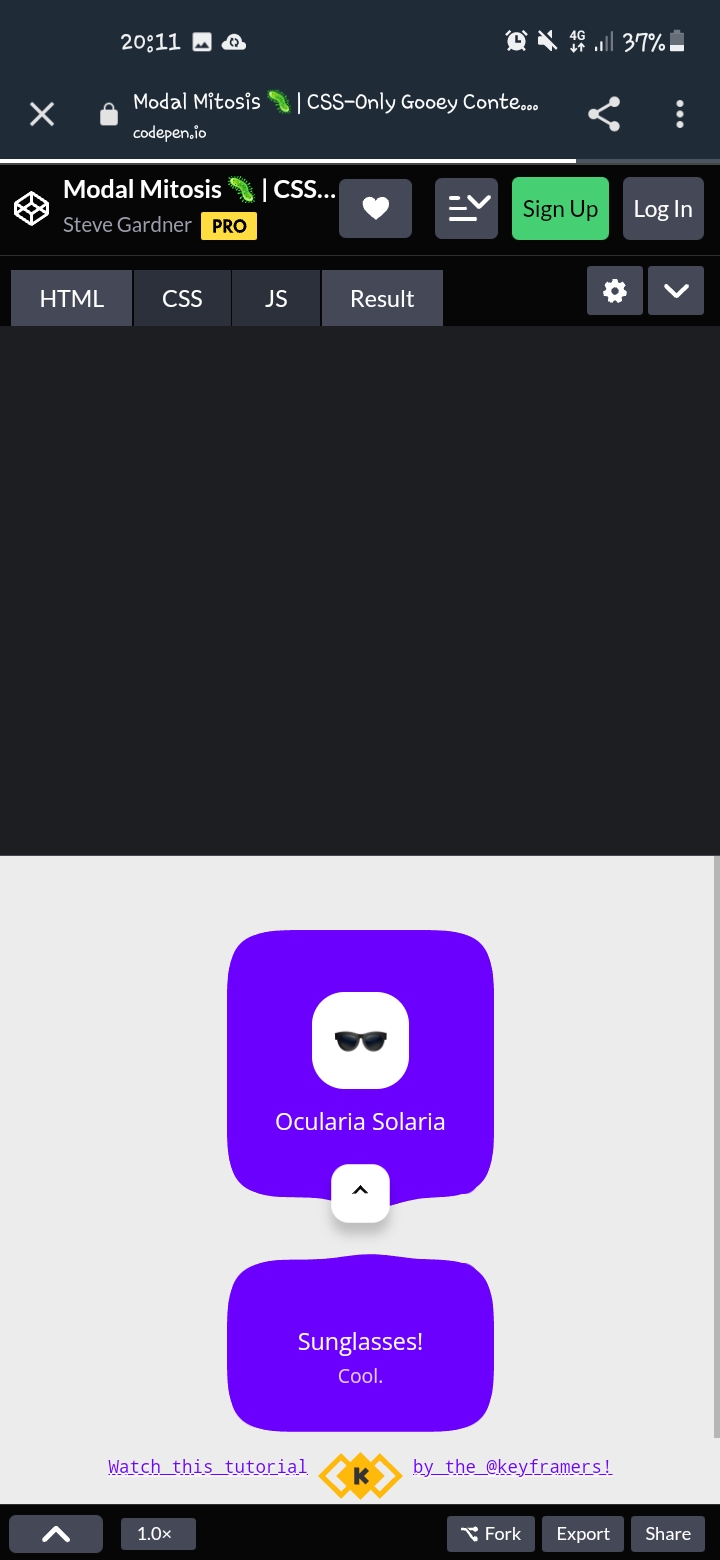 20:11 4G 37%
Modal Mitosis 🦠 | CSS-Only Gooey Conte...
codepen.io
Modal Mitosis 🦠 | CSS...
Steve Gardner PRO
Sign Up
Log In
HTML CSS JS Result
Ocularia Solaria
Sunglasses!
Cool.
Watch this tutorial K by the @keyframers!
1.0× Fork Export Share